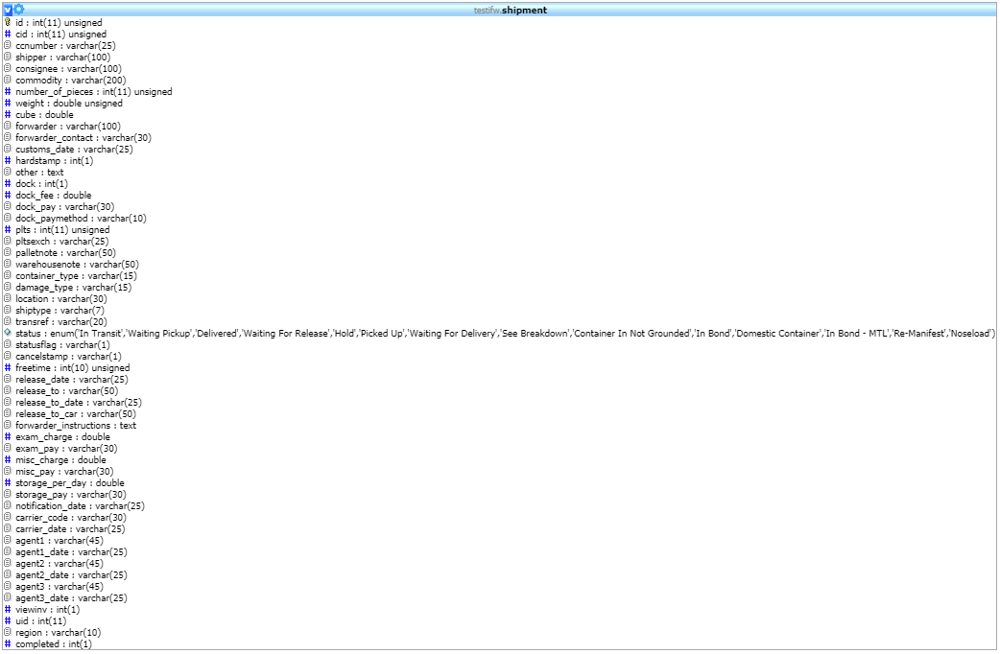 testifw.shipment
id : int(11) unsigned
cid : int(11) unsigned
ccnumber : varchar(25)
shipper : varchar(100)
consignee : varchar(100)
commodity : varchar(200)
number_of_pieces : int(11) unsigned
weight : double unsigned
cube : double
forwarder : varchar(100)
forwarder_contact : varchar(30)
customs_date : varchar(25)
hardstamp : int(1)
other : text
dock : int(1)
dock_fee : double
dock_pay : varchar(30)
dock_paymethod : varchar(10)
plts : int(11) unsigned
pltsexch : varchar(25)
palletnote : varchar(50)
warehousenote : varchar(50)
container_type : varchar(15)
damage_type : varchar(15)
location : varchar(30)
shiptype : varchar(7)
transref : varchar(20)
status : enum('In Transit','Waiting Pickup','Delivered','Waiting For Release','Hold','Picked Up','Waiting For Delivery','See Breakdown','Container In Not Grounded','In Bond','Domestic Container','In Bond - MTL','Re-Manifest','Noseload')
statusflag : varchar(1)
cancelstamp : varchar(1)
freetime : int(10) unsigned
release_date : varchar(25)
release_to : varchar(50)
release_to_date : varchar(25)
release_to_car : varchar(50)
forwarder_instructions : text
exam_charge : double
exam_pay : varchar(30)
misc_charge : double
misc_pay : varchar(30)
storage_per_day : double
storage_pay : varchar(30)
notification_date : varchar(25)
carrier_code : varchar(30)
carrier_date : varchar(25)
agent1 : varchar(45)
agent1_date : varchar(25)
agent2 : varchar(45)
agent2_date : varchar(25)
agent3 : varchar(45)
agent3_date : varchar(25)
viewinv : int(1)
uid : int(11)
region : varchar(10)
completed : int(1)